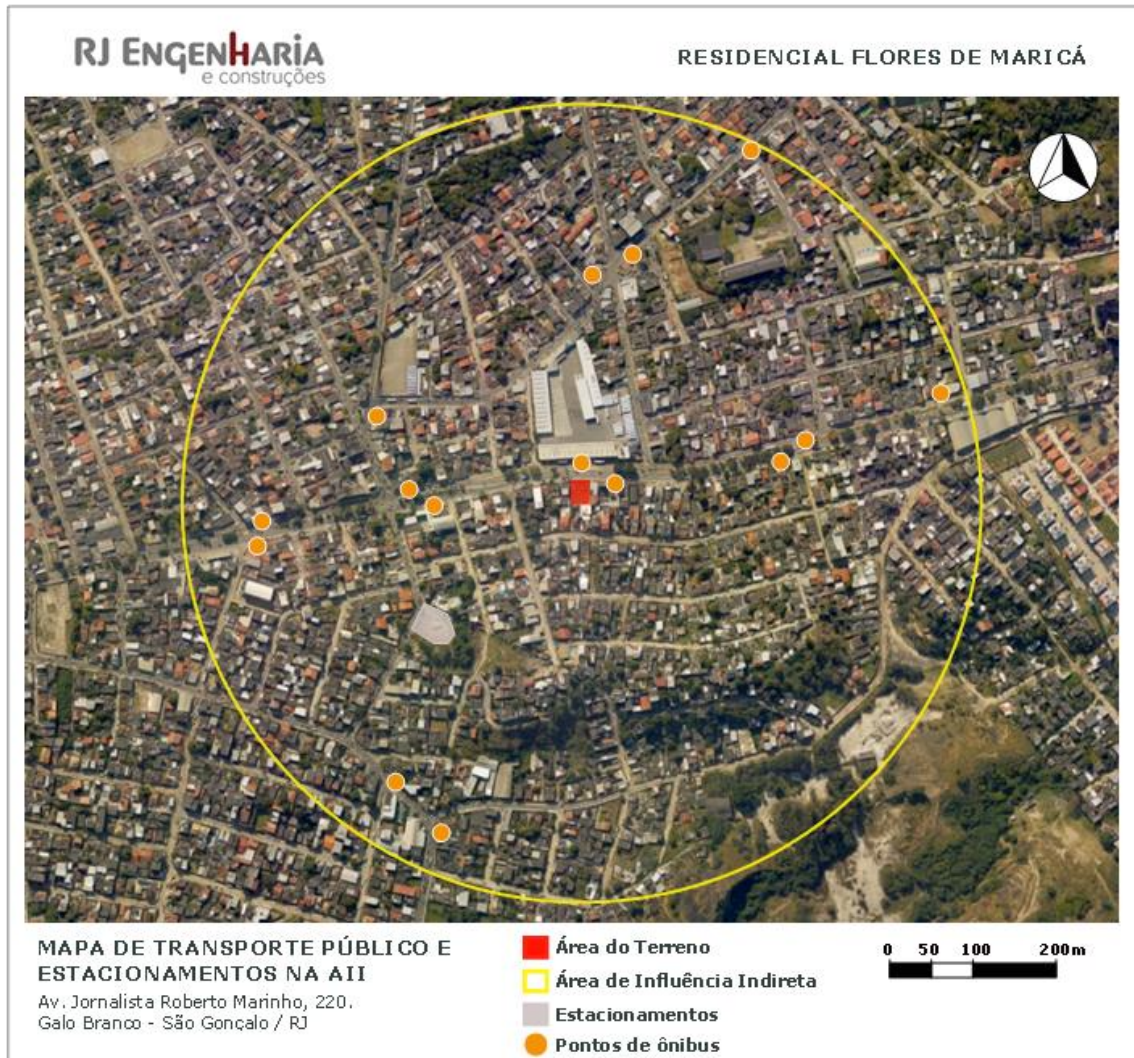 RJ ENGENHARIA
e construções
RESIDENCIAL FLORES DE MARICÁ
MAPA DE TRANSPORTE PÚBLICO E
ESTACIONAMENTOS NA AII
Av. Jornalista Roberto Marinho, 220.
Galo Branco - São Gonçalo / RJ
Área do Terreno
Área de Influência Indireta
Estacionamentos
Pontos de ônibus
0 50 100 200m